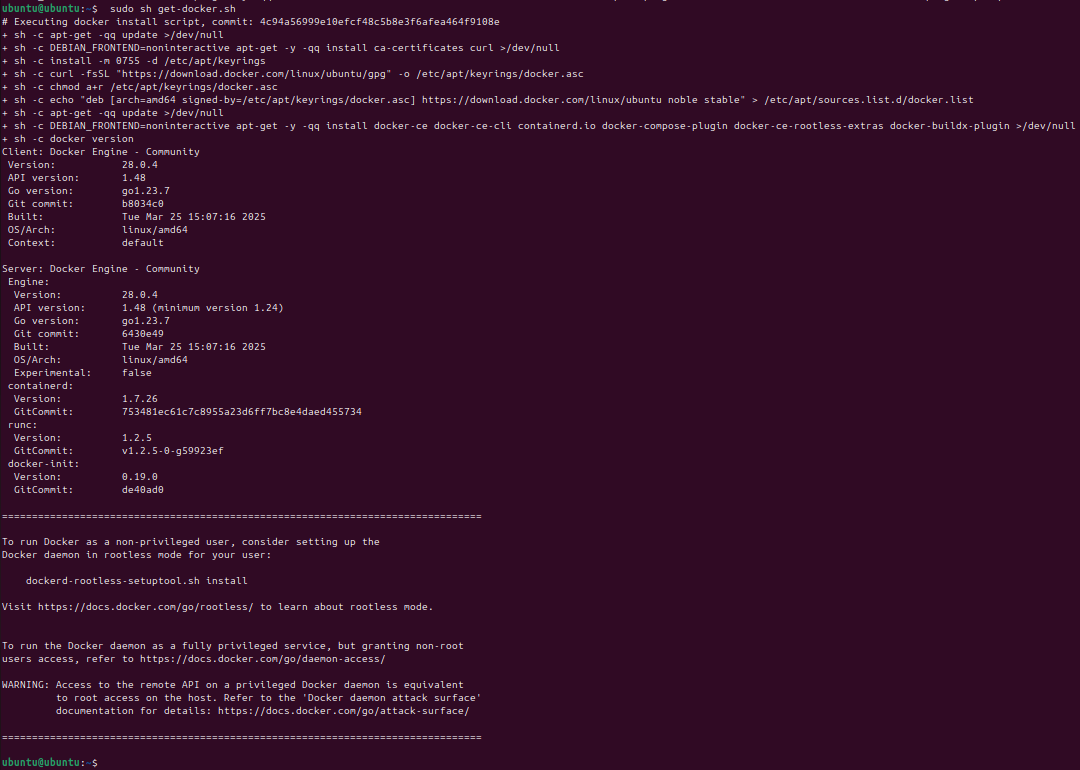 ubuntu@ubuntu:~$  sudo sh get-docker.sh
# Executing docker install script, commit: 4c94a56999e10efcf48c5b8e3f6afea464f9108e
+ sh -c apt-get -qq update >/dev/null
+ sh -c DEBIAN_FRONTEND=noninteractive apt-get -y -qq install ca-certificates curl >/dev/null
+ sh -c install -m 0755 -d /etc/apt/keyrings
+ sh -c curl -fsSL "https://download.docker.com/linux/ubuntu/gpg" -o /etc/apt/keyrings/docker.asc
+ sh -c chmod a+r /etc/apt/keyrings/docker.asc
+ sh -c echo "deb [arch=amd64 signed-by=/etc/apt/keyrings/docker.asc] https://download.docker.com/linux/ubuntu noble stable" > /etc/apt/sources.list.d/docker.list
+ sh -c apt-get -qq update >/dev/null
+ sh -c DEBIAN_FRONTEND=noninteractive apt-get -y -qq install docker-ce docker-ce-cli containerd.io docker-compose-plugin docker-ce-rootless-extras docker-buildx-plugin >/dev/null
+ sh -c docker version
Client: Docker Engine - Community
 Version:           28.0.4
 API version:       1.48
 Go version:        go1.23.7
 Git commit:        b8034c0
 Built:             Tue Mar 25 15:07:16 2025
 OS/Arch:           linux/amd64
 Context:           default

Server: Docker Engine - Community
 Engine:
  Version:          28.0.4
  API version:      1.48 (minimum version 1.24)
  Go version:       go1.23.7
  Git commit:       6430e49
  Built:            Tue Mar 25 15:07:16 2025
  OS/Arch:          linux/amd64
  Experimental:     false
 containerd:
  Version:          1.7.26
  GitCommit:        753481ec61c7c8955a23d6ff7bc8e4daed455734
 runc:
  Version:          1.2.5
  GitCommit:        v1.2.5-0-g59923ef
 docker-init:
  Version:          0.19.0
  GitCommit:        de40ad0

================================================================================

To run Docker as a non-privileged user, consider setting up the
Docker daemon in rootless mode for your user:

    dockerd-rootless-setuptool.sh install

Visit https://docs.docker.com/go/rootless/ to learn about rootless mode.


To run the Docker daemon as a fully privileged service, but granting non-root
users access, refer to https://docs.docker.com/go/daemon-access/

WARNING: Access to the remote API on a privileged Docker daemon is equivalent
         to root access on the host. Refer to the 'Docker daemon attack surface'
         documentation for details: https://docs.docker.com/go/attack-surface/

================================================================================

ubuntu@ubuntu:~$